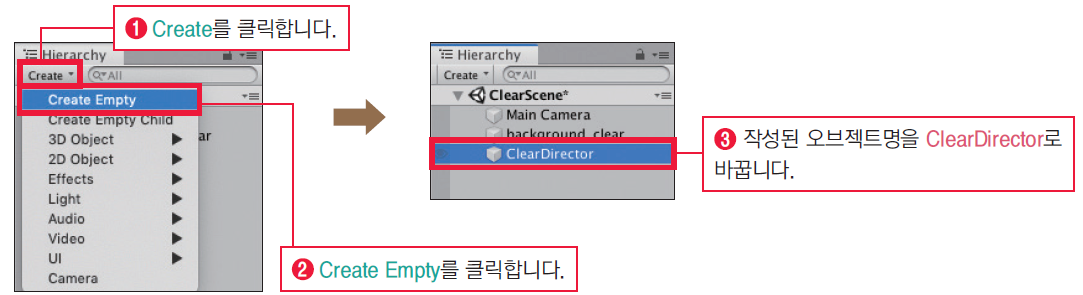 ❶ Create를 클릭합니다.
Hierarchy
Create
All
Create Empty
Create Empty Child
3D Object
ar
2D Object
Effects
Light
Audio
Video
UI
Camera
❷ Create Empty를 클릭합니다.
Hierarchy
Create
All
ClearScene*
Main Camera
background_clear
ClearDirector
❸ 작성된 오브젝트명을 ClearDirector로
바꿉니다.